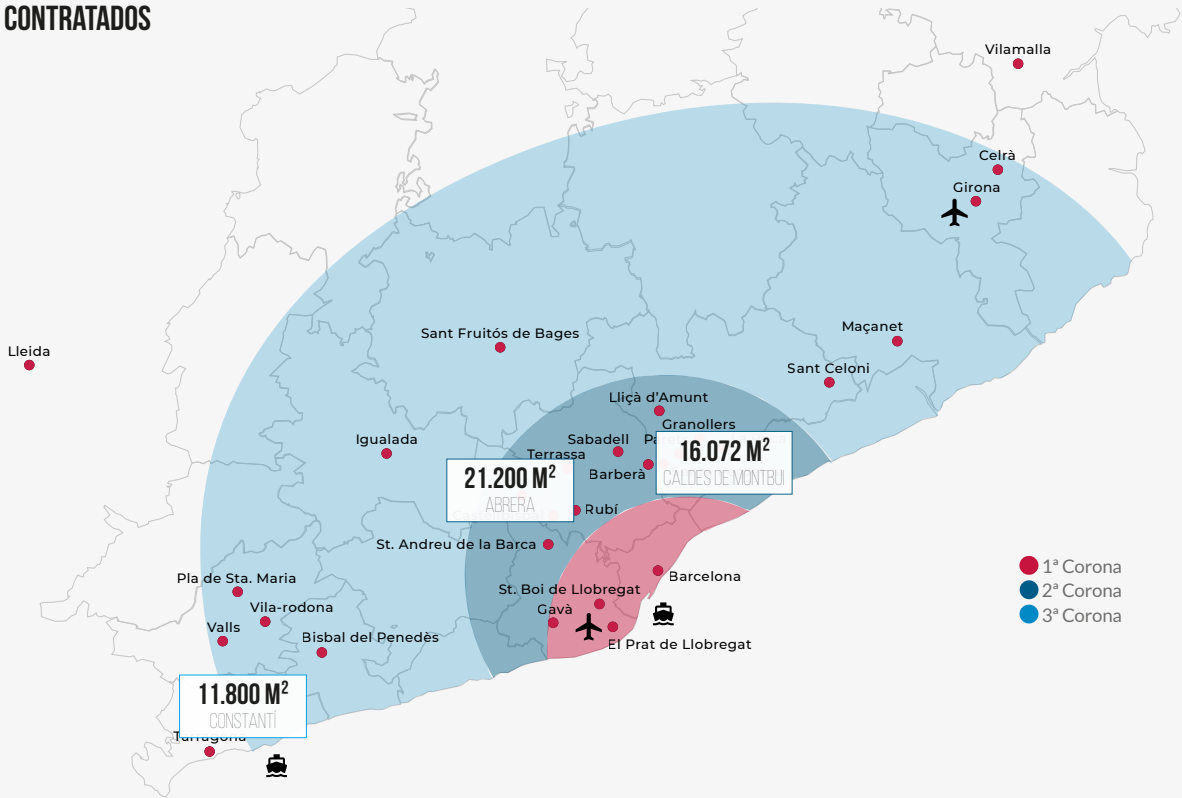 CONTRATADOS
Vilamalla
Celrà
Girona
Maçanet
Sant Fruitós de Bages
Lleida
Sant Celoni
Lliçà d'Amunt
Granollers
Igualada
Sabadell
Terrassa
16.072 M²
CALDES DE MONTBUI
Barberà
21.200 M²
ABRERA
Rubí
St. Andreu de la Barca
1ª Corona
2ª Corona
3ª Corona
Barcelona
Pla de Sta. Maria
St. Boi de Llobregat
Vila-rodona
Gavà
Valls
Bisbal del Penedès
El Prat de Llobregat
11.800 M²
CONSTANTÍ
Tarragona